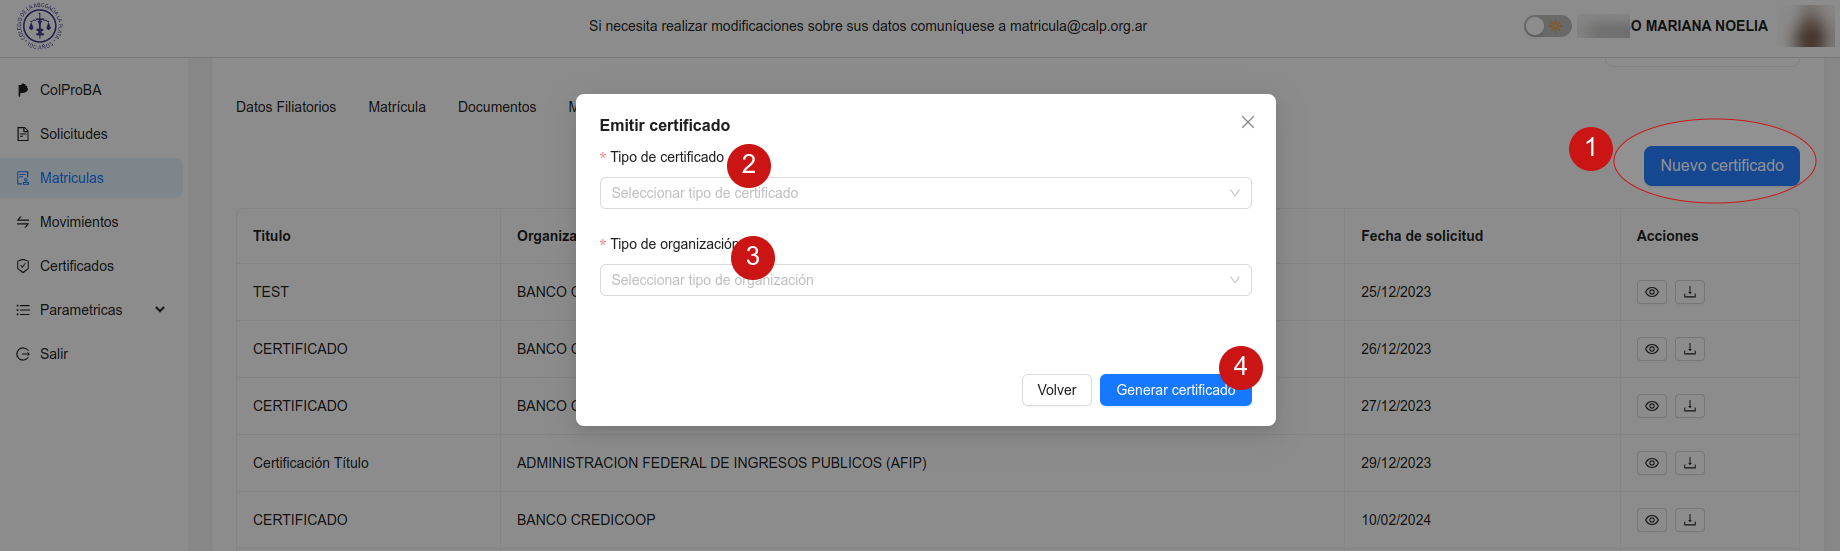 Si necesita realizar modificaciones sobre sus datos comuníquese a matricula@calp.org.ar
O MARIANA NOELIA
ColProBA
Solicitudes
Matriculas
Movimientos
Certificados
Parametricas
Salir
Datos Filiatorios Matrícula Documentos M
1
Nuevo certificado
Emitir certificado
* Tipo de certificado
2
Seleccionar tipo de certificado
* Tipo de organización
3
Seleccionar tipo de organización
4
Volver Generar certificado
Titulo Organiza Fecha de solicitud Acciones
TEST BANCO C 25/12/2023
CERTIFICADO BANCO C 26/12/2023
CERTIFICADO BANCO C 27/12/2023
Certificación Título ADMINISTRACION FEDERAL DE INGRESOS PUBLICOS (AFIP) 29/12/2023
CERTIFICADO BANCO CREDICOOP 10/02/2024